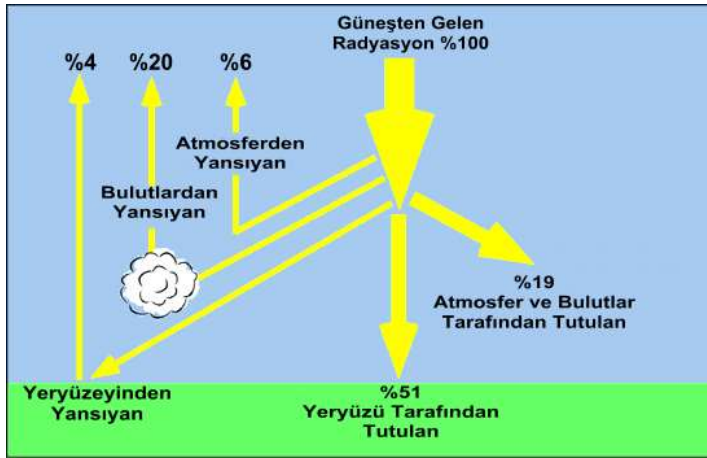 Güneşten Gelen
Radyasyon %100
%4
%20
%6
Atmosferden
Yansıyan
Bulutlardan
Yansıyan
%19
Atmosfer ve Bulutlar
Tarafından Tutulan
Yeryüzeyinden
Yansıyan
%51
Yeryüzü Tarafından
Tutulan